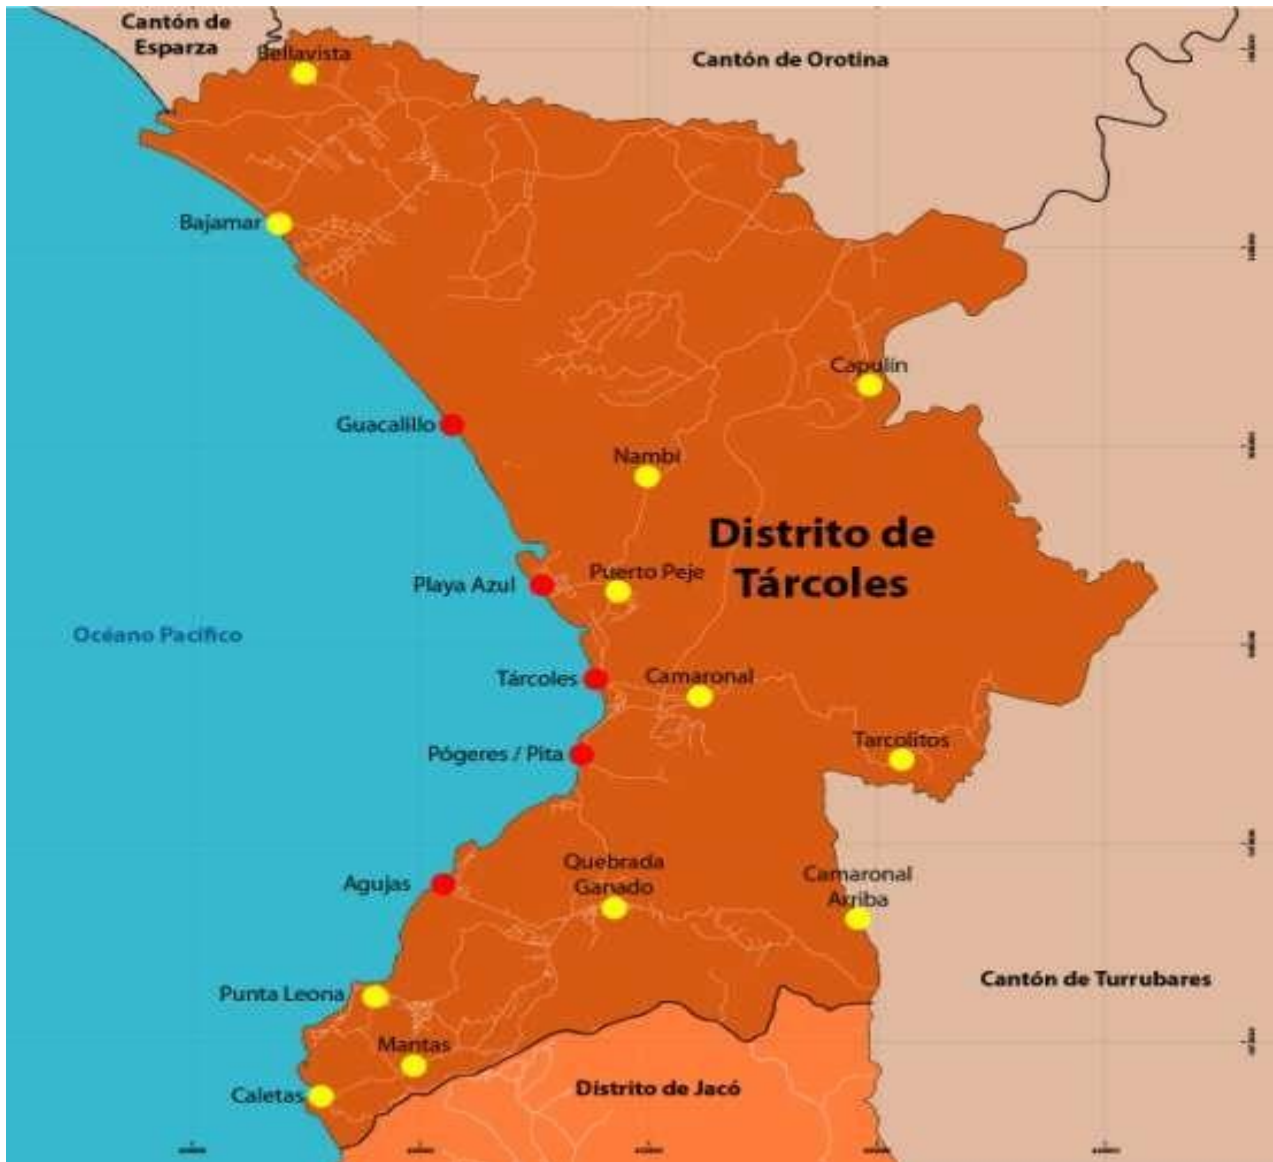 Cantón de
Esparza
Bellavista
Cantón de Orotina
Bajamar
Capulín
Guacalillo
Nambí
Distrito de
Tárcoles
Playa Azul
Puerto Peje
Océano Pacífico
Tárcoles
Camaronal
Pógeres / Pita
Tarcolitos
Agujas
Quebrada
Ganado
Camaronal
Arriba
Punta Leona
Cantón de Turrubares
Mantas
Caletas
Distrito de Jacó